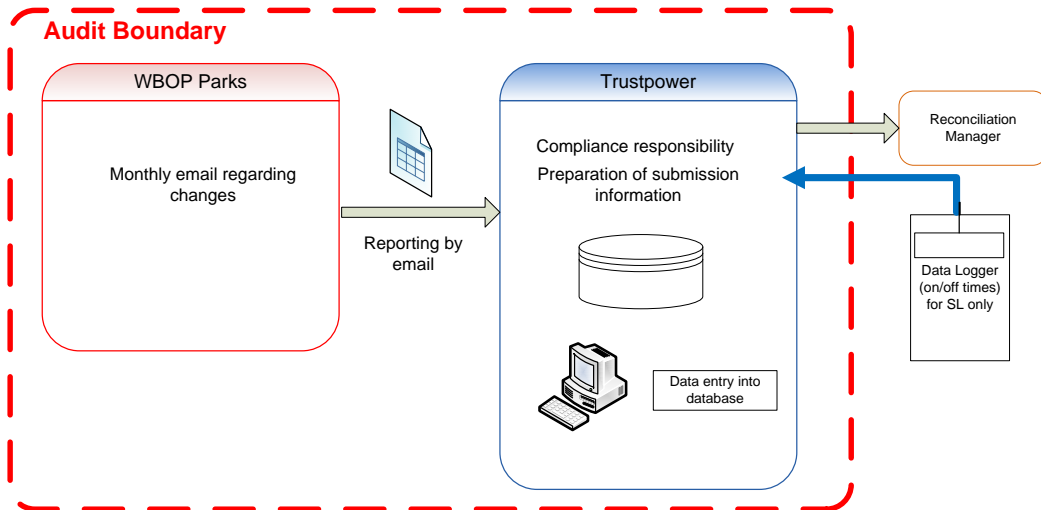 Audit Boundary
WBOP Parks
Monthly email regarding
changes
Reporting by
email
Trustpower
Compliance responsibility
Preparation of submission
information
Data entry into
database
Reconciliation
Manager
Data Logger
(on/off times)
for SL only